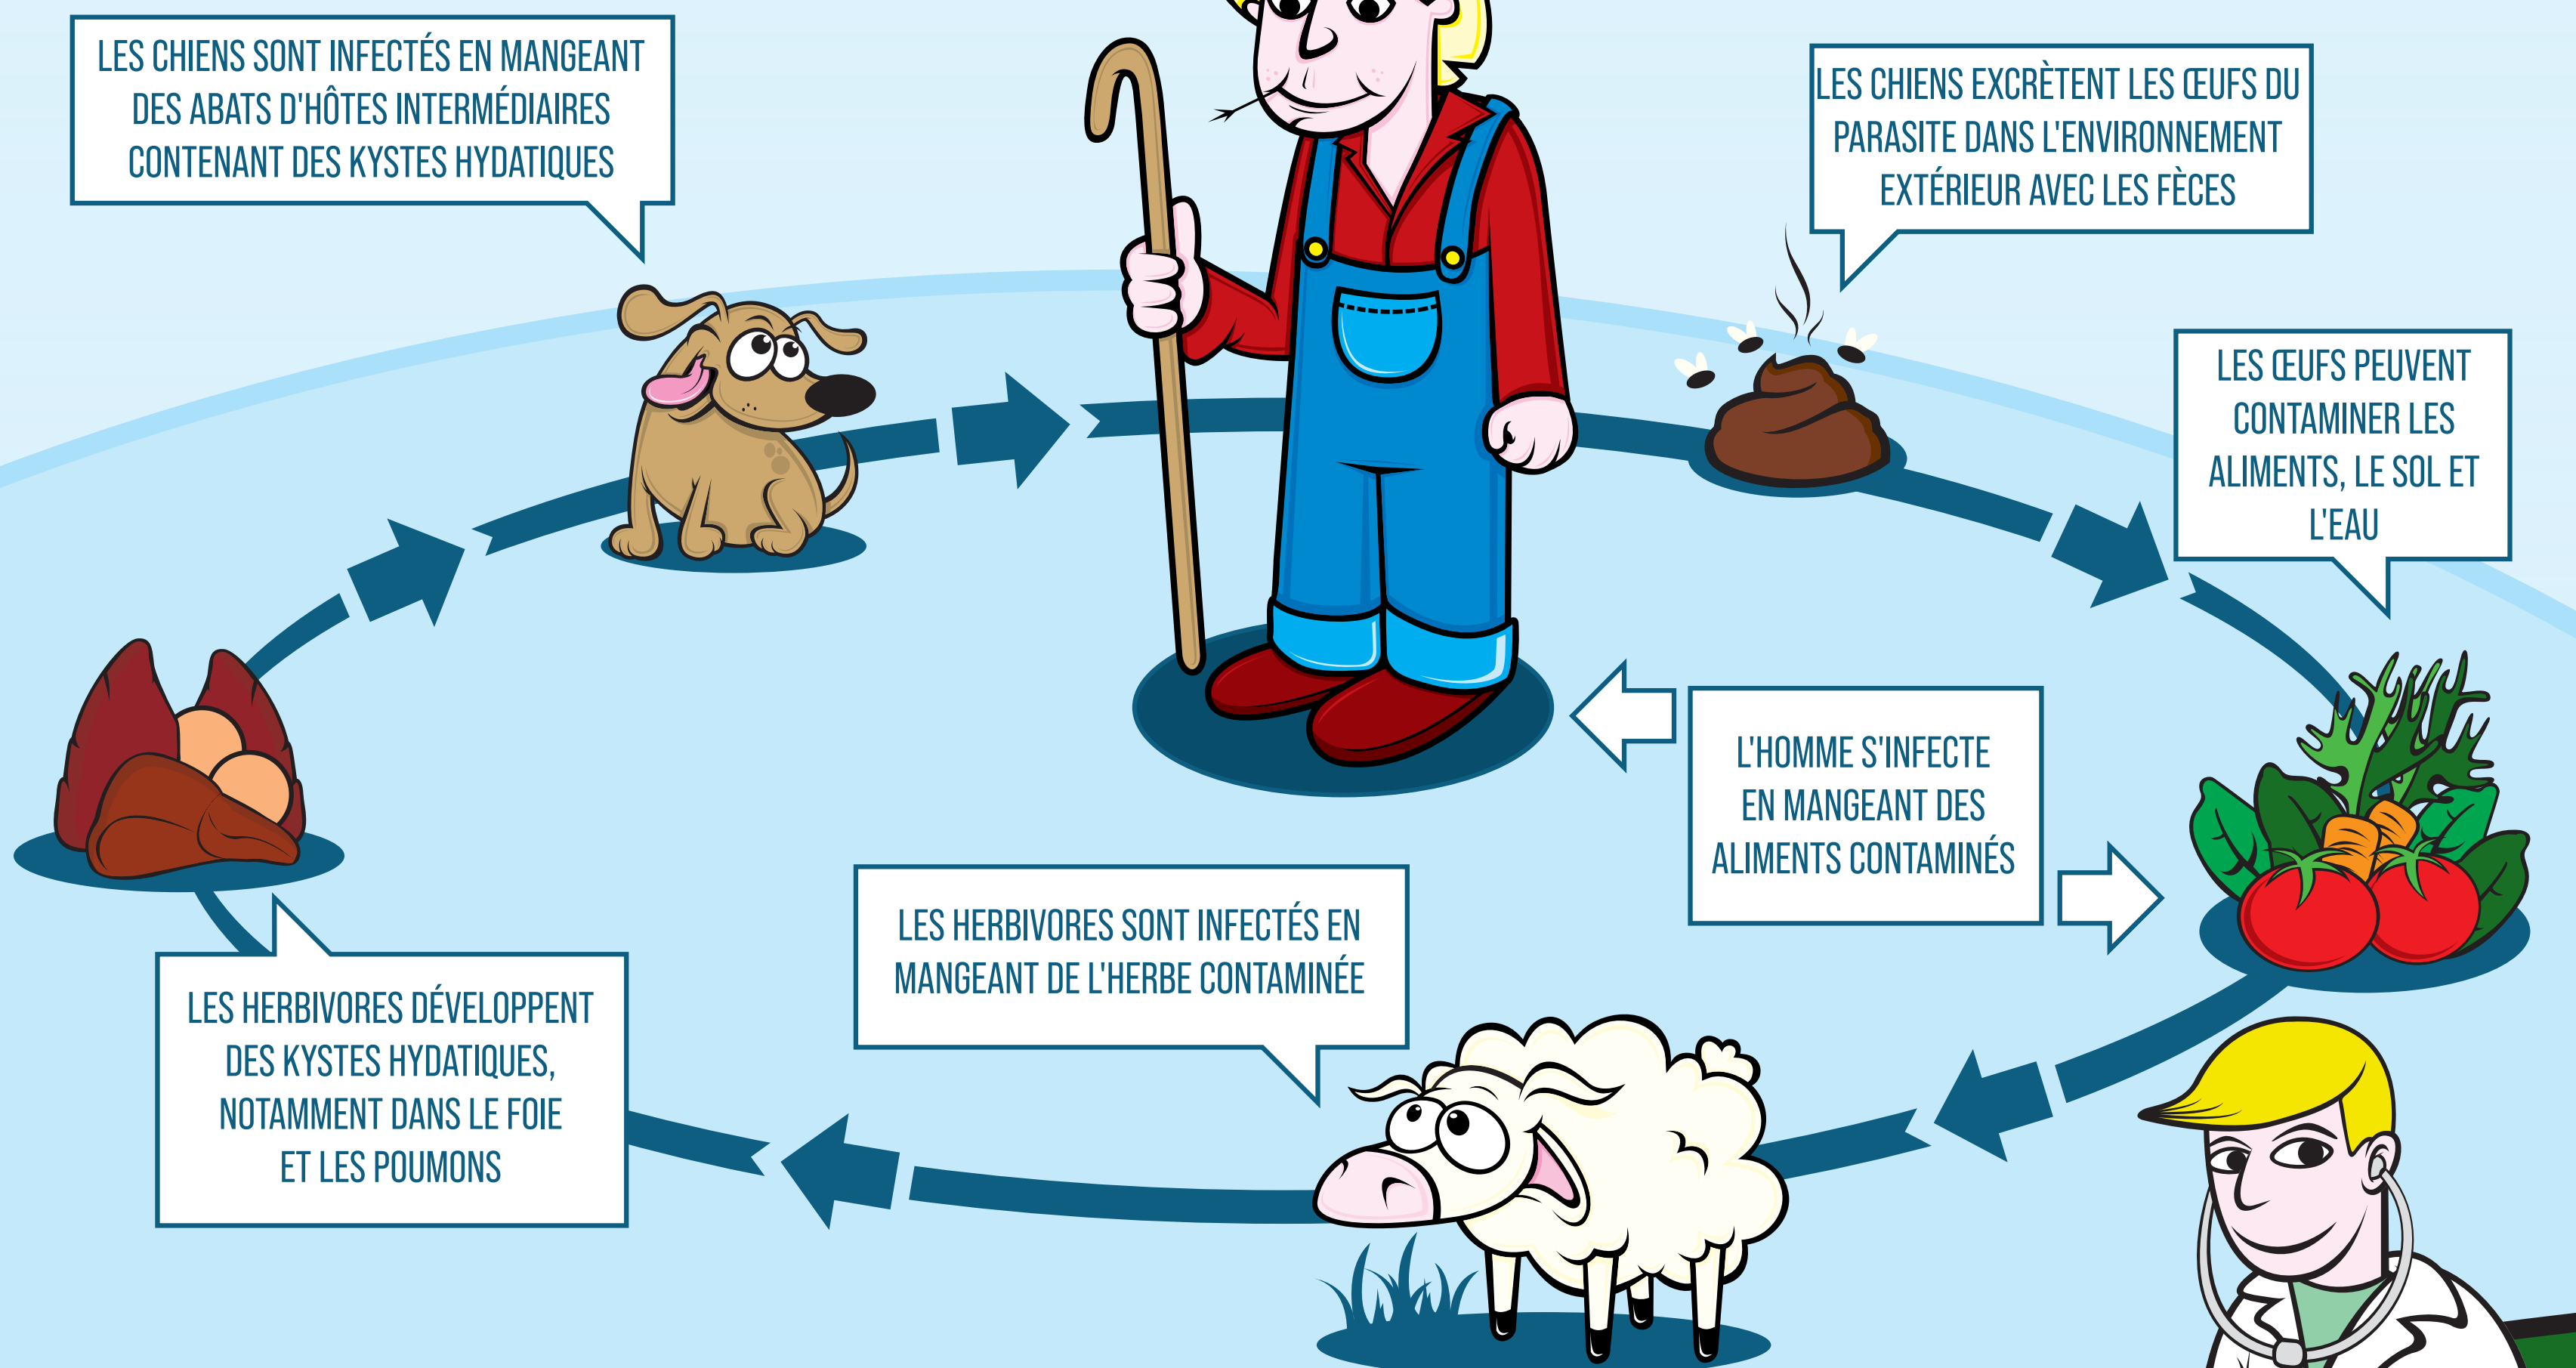 LES CHIENS SONT INFECTÉS EN MANGEANT
DES ABATS D'HÔTES INTERMÉDIAIRES
CONTENANT DES KYSTES HYDATIQUES
LES CHIENS EXCRÈTENT LES ŒUFS DU
PARASITE DANS L'ENVIRONNEMENT
EXTÉRIEUR AVEC LES FÈCES
LES ŒUFS PEUVENT
CONTAMINER LES
ALIMENTS, LE SOL ET
L'EAU
L'HOMME S'INFECTE
EN MANGEANT DES
ALIMENTS CONTAMINÉS
LES HERBIVORES SONT INFECTÉS EN
MANGEANT DE L'HERBE CONTAMINÉE
LES HERBIVORES DÉVELOPPENT
DES KYSTES HYDATIQUES,
NOTAMMENT DANS LE FOIE
ET LES POUMONS